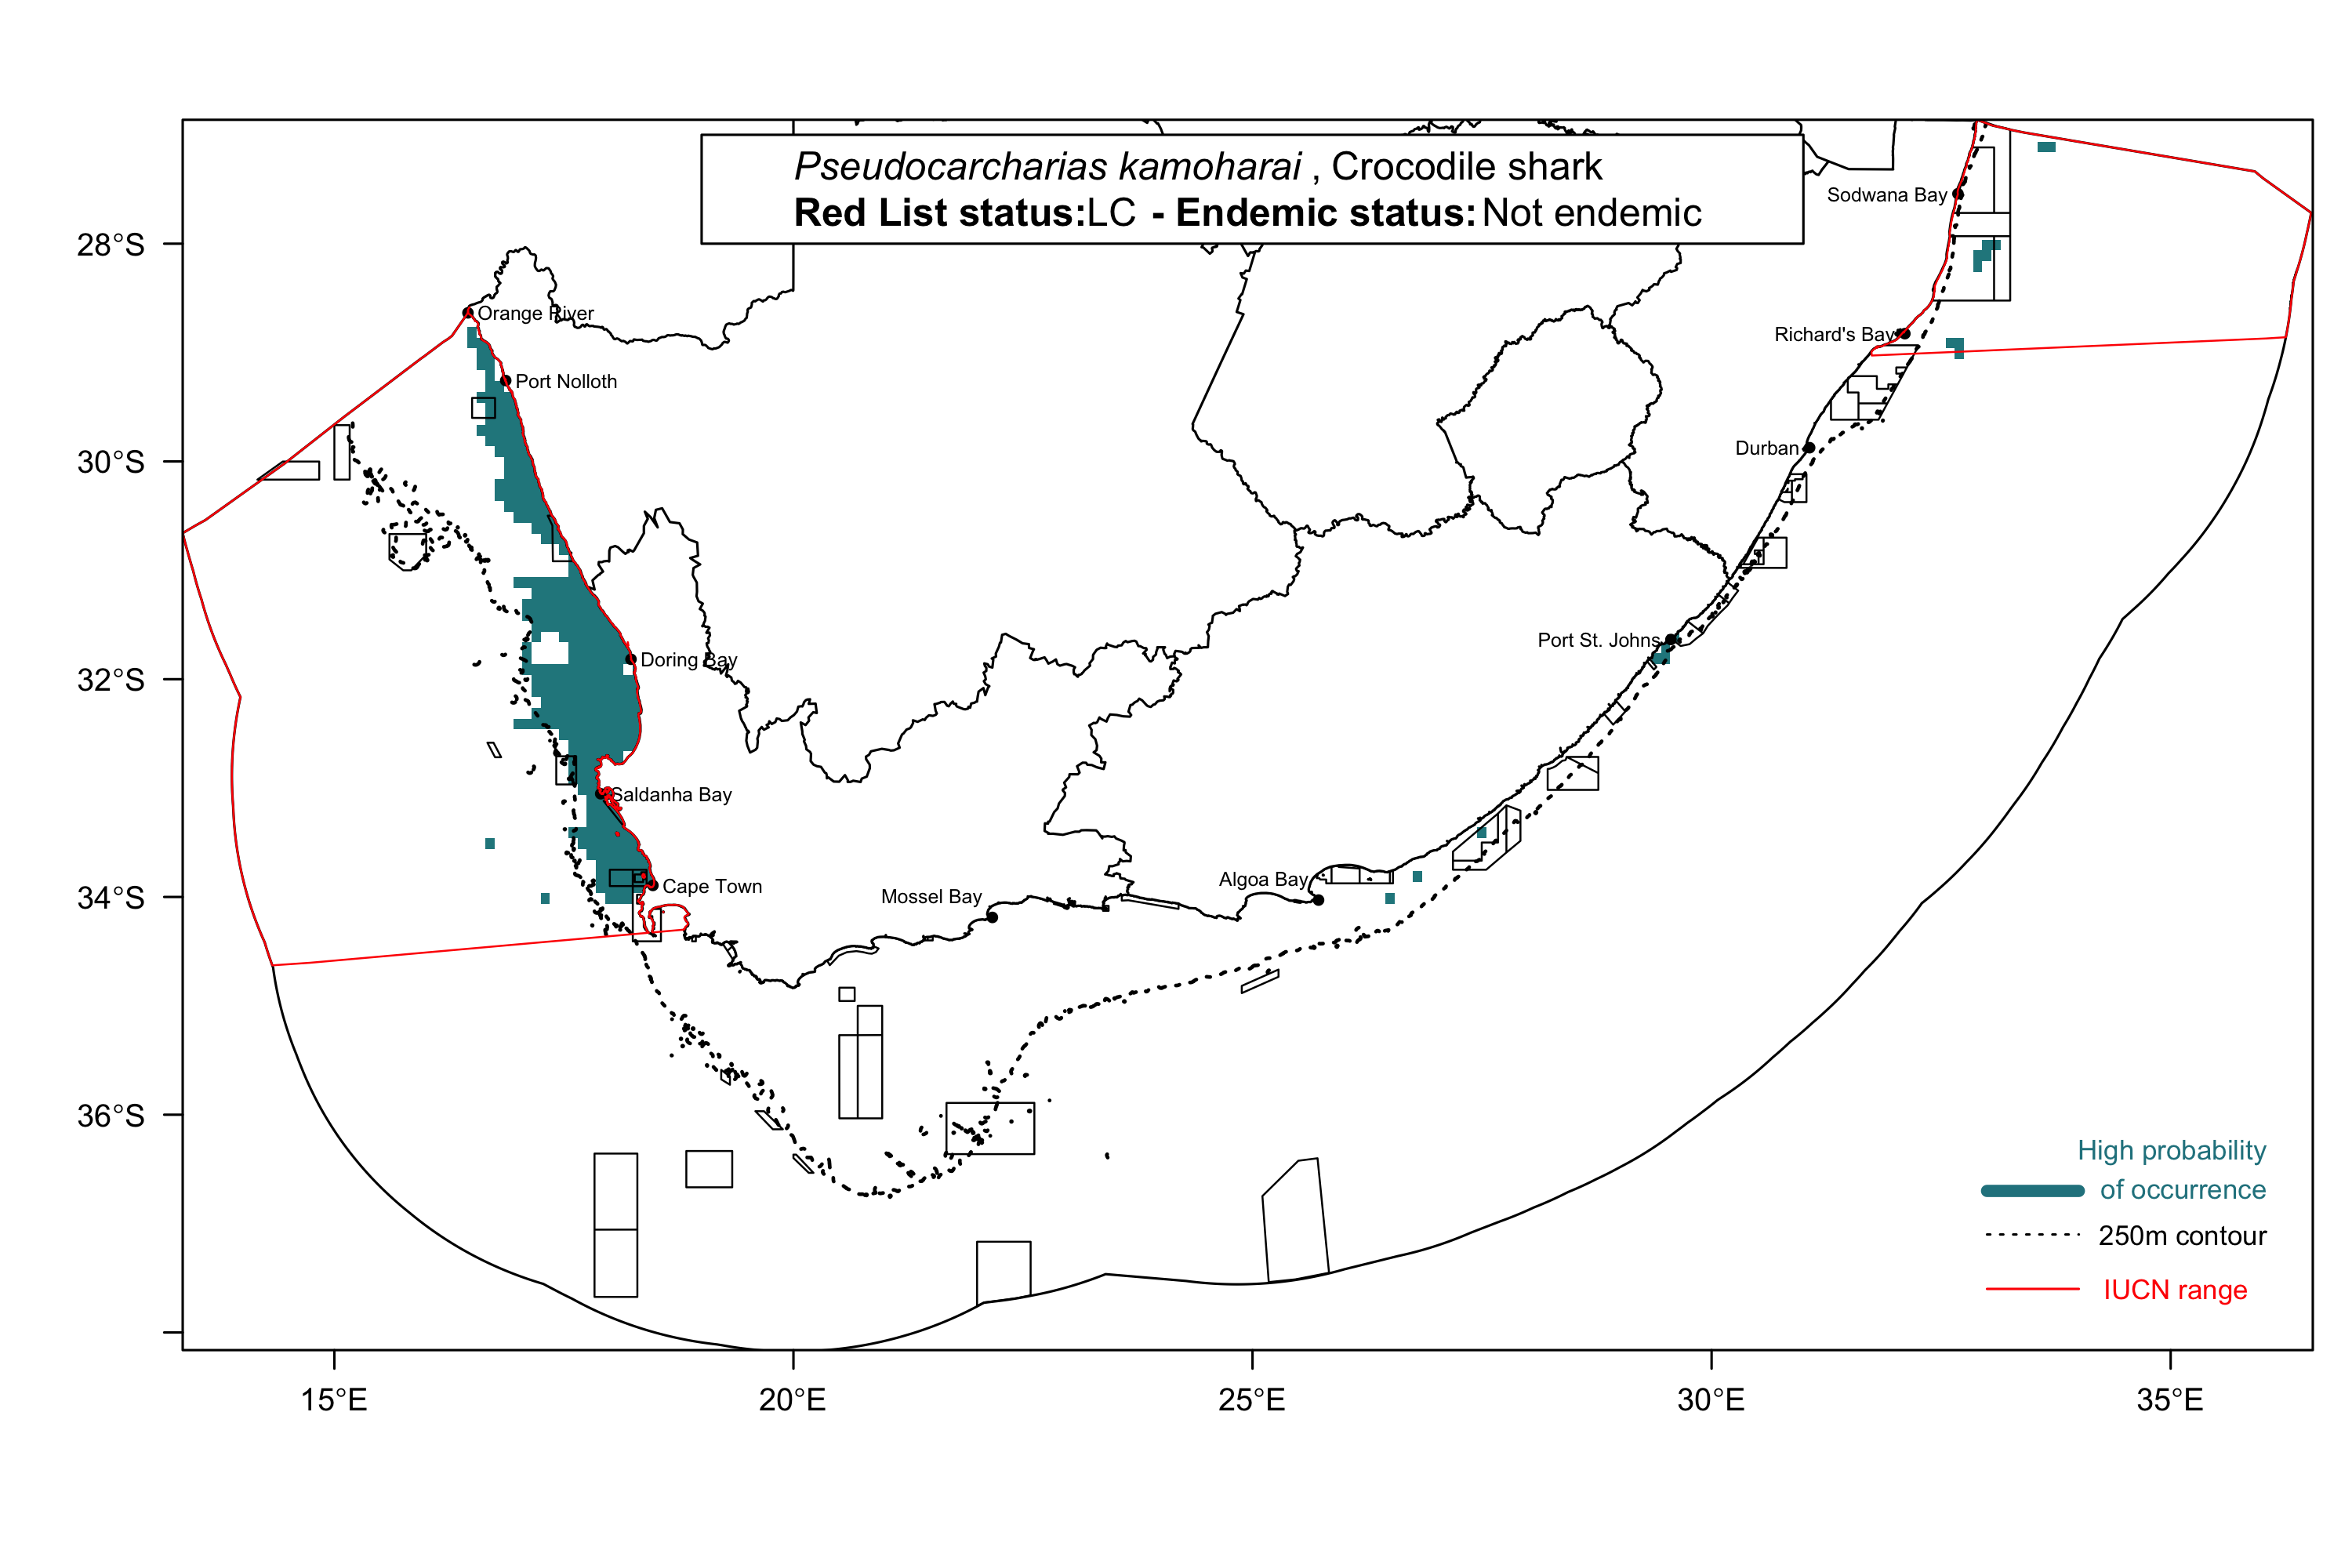 Pseudocarcharias kamoharai , Crocodile shark
Red List status:LC - Endemic status: Not endemic
Sodwana Bay
28°S
Orange River
Richard's Bay
Port Nolloth
Durban
30°S
Port St. Johns
Doring Bay
32°S
Saldanha Bay
Algoa Bay
Cape Town
Mossel Bay
34°S
36°S
High probability
of occurrence
250m contour
IUCN range
15°E
20°E
25°E
30°E
35°E